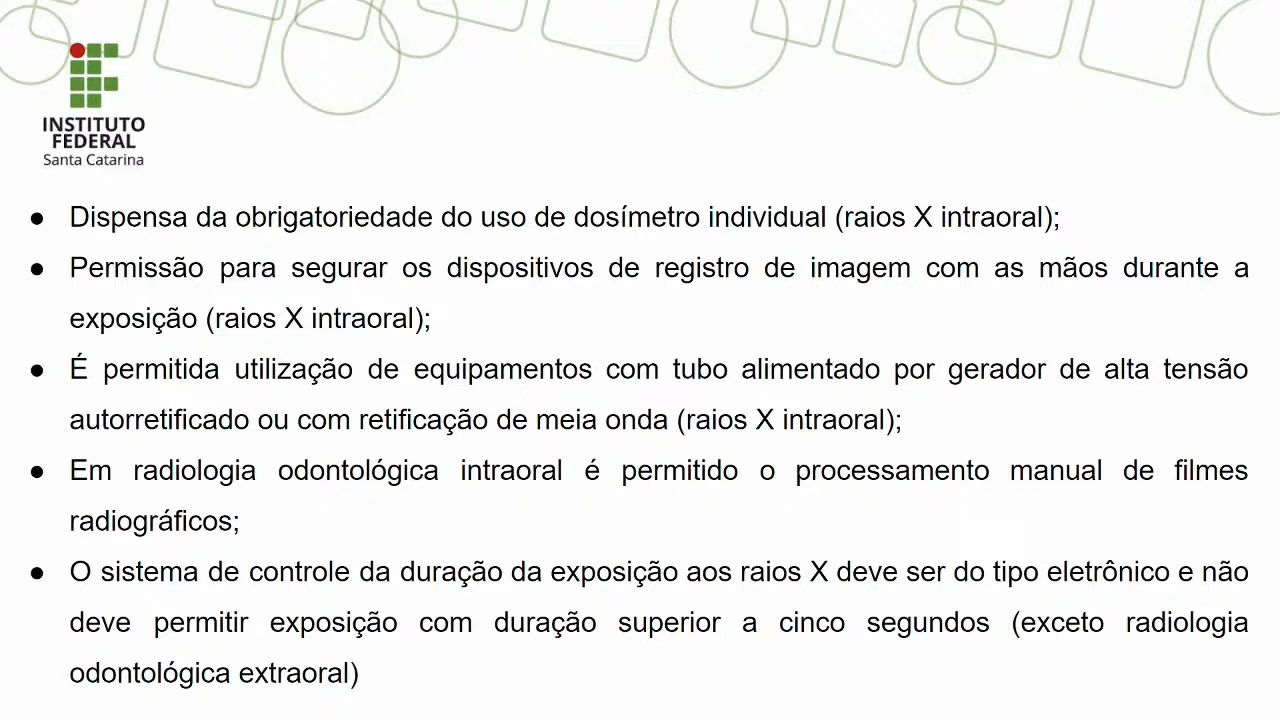 INSTITUTO
FEDERAL
Santa Catarina
● Dispensa da obrigatoriedade do uso de dosímetro individual (raios X intraoral);
● Permissão para segurar os dispositivos de registro de imagem com as mãos durante a
exposição (raios X intraoral);
● É permitida utilização de equipamentos com tubo alimentado por gerador de alta tensão
autorretificado ou com retificação de meia onda (raios X intraoral);
● Em radiologia odontológica intraoral é permitido o processamento manual de filmes
radiográficos;
● O sistema de controle da duração da exposição aos raios X deve ser do tipo eletrônico e não
deve permitir exposição com duração superior a cinco segundos (exceto radiologia
odontológica extraoral)